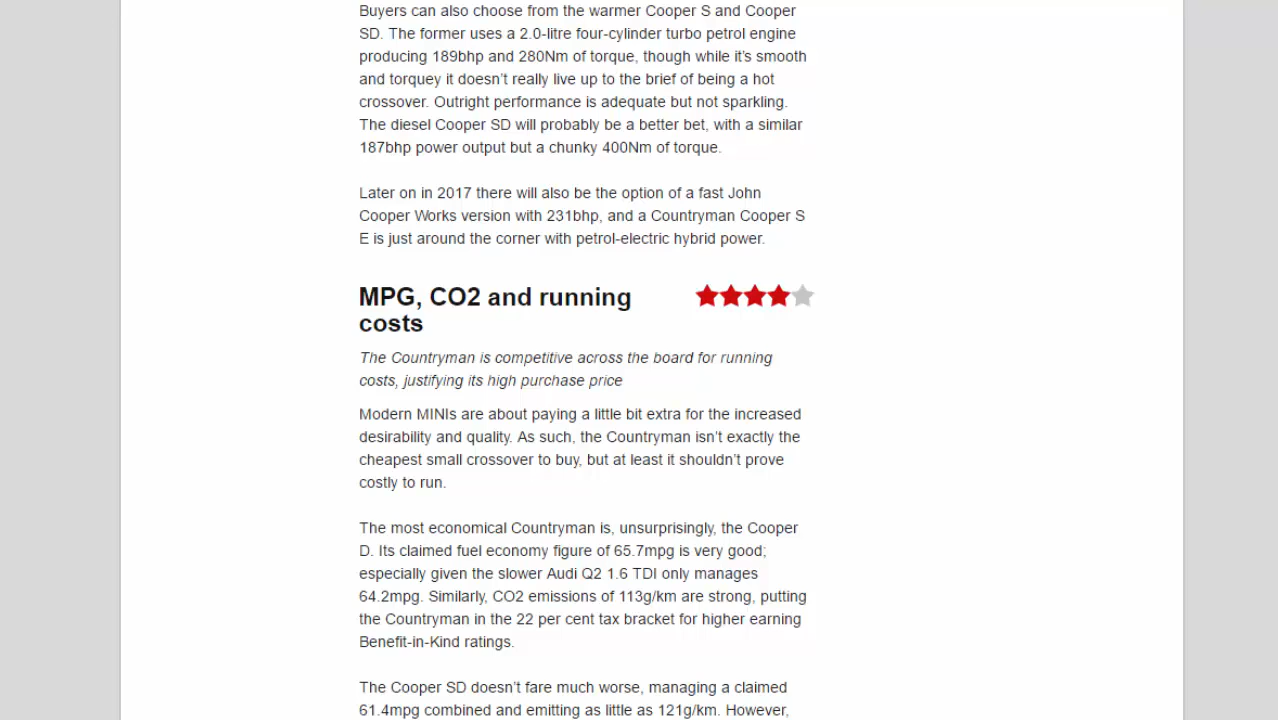 Buyers can also choose from the warmer Cooper S and Cooper
SD. The former uses a 2.0-litre four-cylinder turbo petrol engine
producing 189bhp and 280Nm of torque, though while it’s smooth
and torquey it doesn’t really live up to the brief of being a hot
crossover. Outright performance is adequate but not sparkling.
The diesel Cooper SD will probably be a better bet, with a similar
187bhp power output but a chunky 400Nm of torque.
Later on in 2017 there will also be the option of a fast John
Cooper Works version with 231bhp, and a Countryman Cooper S
E is just around the corner with petrol-electric hybrid power.
MPG, CO2 and running
costs
The Countryman is competitive across the board for running
costs, justifying its high purchase price
Modern MINIs are about paying a little bit extra for the increased
desirability and quality. As such, the Countryman isn’t exactly the
cheapest small crossover to buy, but at least it shouldn’t prove
costly to run.
The most economical Countryman is, unsurprisingly, the Cooper
D. Its claimed fuel economy figure of 65.7mpg is very good;
especially given the slower Audi Q2 1.6 TDI only manages
64.2mpg. Similarly, CO2 emissions of 113g/km are strong, putting
the Countryman in the 22 per cent tax bracket for higher earning
Benefit-in-Kind ratings.
The Cooper SD doesn’t fare much worse, managing a claimed
61.4mpg combined and emitting as little as 121g/km. However,